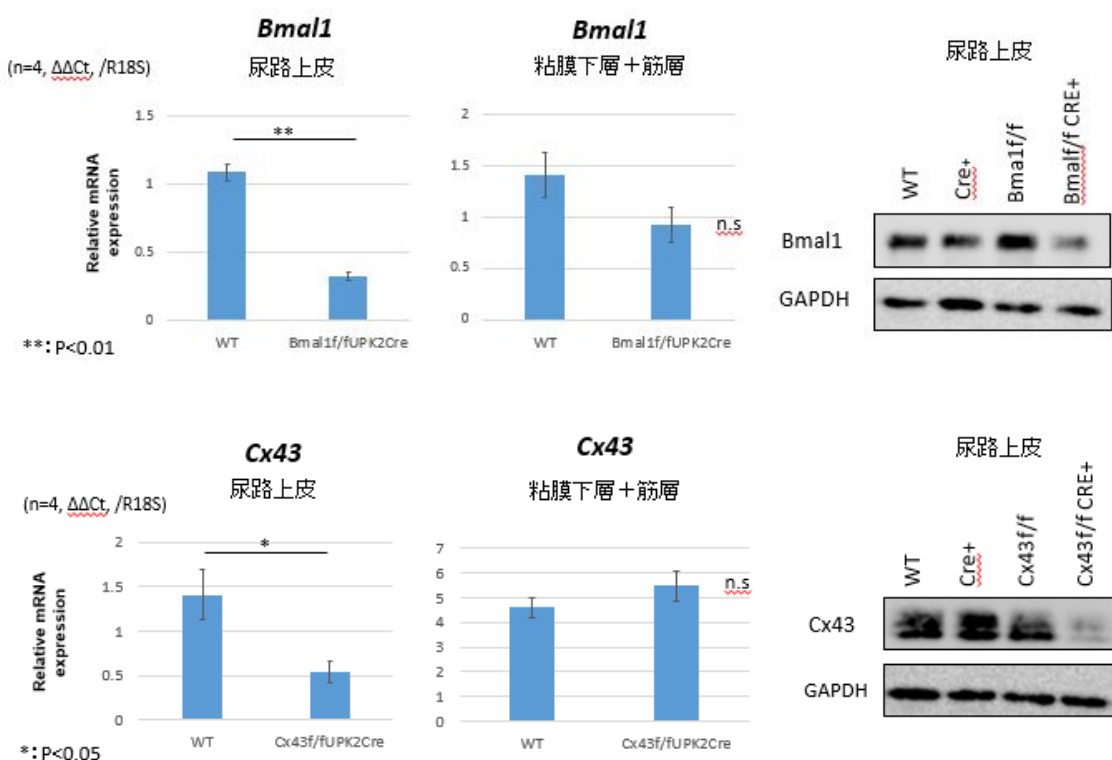 Bmal1
尿路上皮
(n=4, ΔΔCt, /R18S)
Relative mRNA
expression
1.5
1
0.5
0
**
WT
Bmal1f/fUPK2Cre
**：P<0.01
Bmal1
粘膜下層＋筋層
2
1.5
1
0.5
0
n.s
WT
Bmal1f/fUPK2Cre
尿路上皮
WT
Cre+
Bma1f/f
Bmalf/f CRE+
Bmal1
GAPDH
Cx43
尿路上皮
(n=4, ΔΔCt, /R18S)
Relative mRNA
expression
2
1.5
1
0.5
0
*
WT
Cx43f/fUPK2Cre
*：P<0.05
Cx43
粘膜下層＋筋層
7
6
5
4
3
2
1
0
n.s
WT
Cx43f/fUPK2Cre
尿路上皮
WT
Cre+
Cx43f/f
Cx43f/f CRE+
Cx43
GAPDH